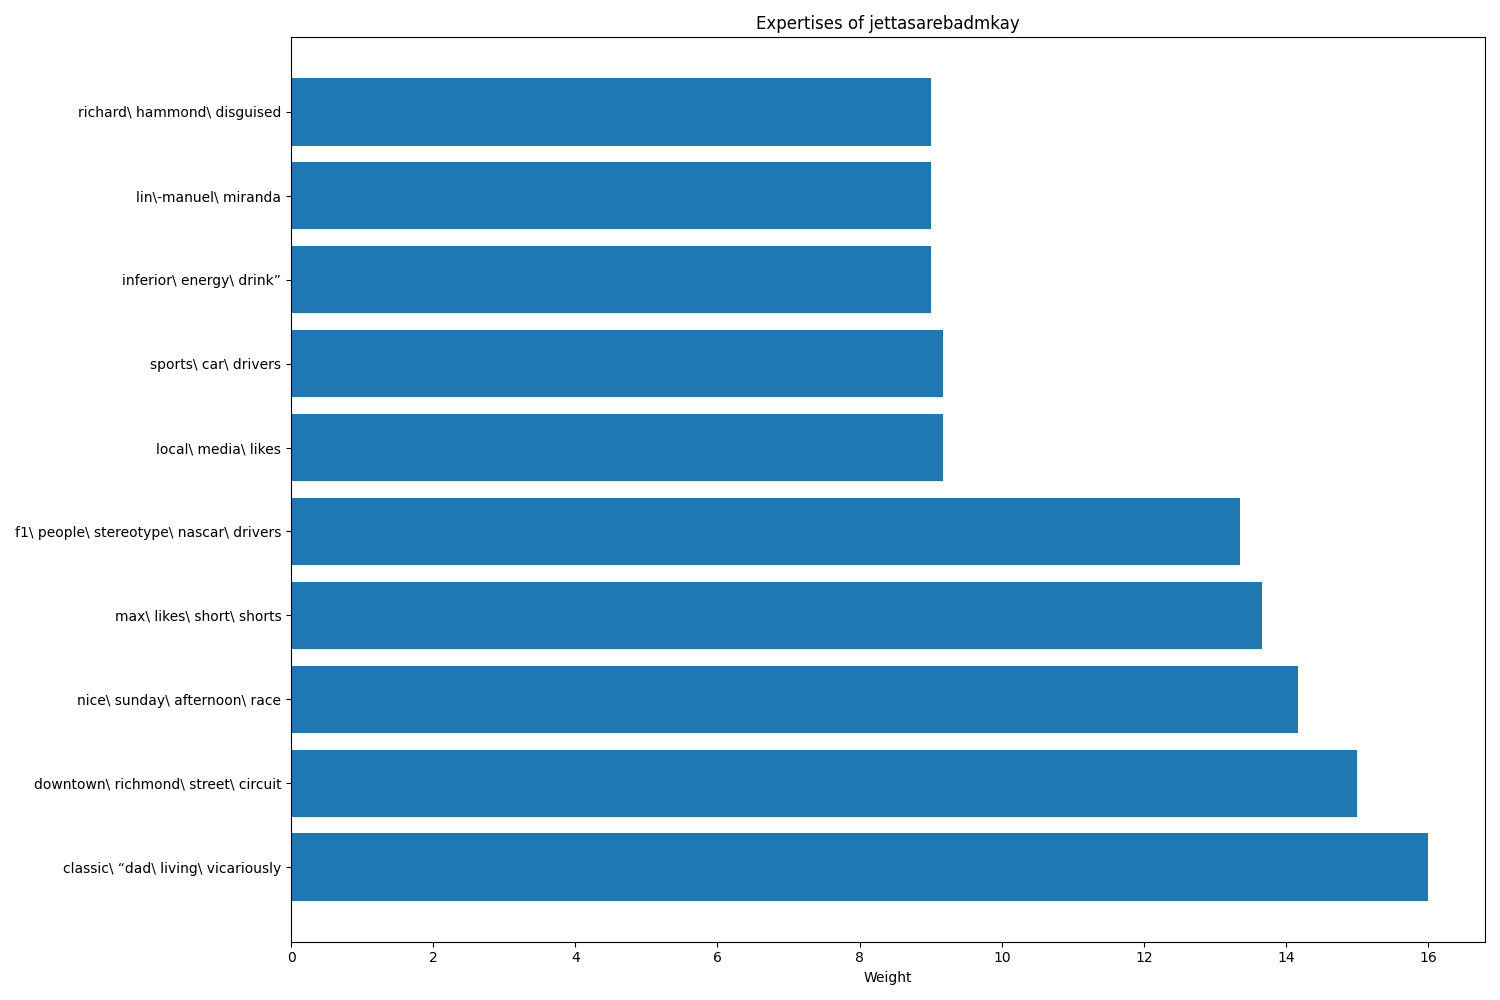 Expertises of jettasarebadmkay
richard\ hammond\ disguised
lin\-manuel\ miranda
inferior\ energy\ drink”
sports\ car\ drivers
local\ media\ likes
f1\ people\ stereotype\ nascar\ drivers
max\ likes\ short\ shorts
nice\ sunday\ afternoon\ race
downtown\ richmond\ street\ circuit
classic\ “dad\ living\ vicariously
0 2 4 6 8 10 12 14 16
Weight